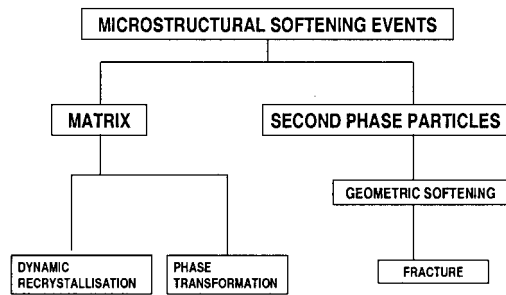 MICROSTRUCTURAL SOFTENING EVENTS
MATRIX
SECOND PHASE PARTICLES
GEOMETRIC SOFTENING
DYNAMIC
RECRYSTALLISATION
PHASE
TRANSFORMATION
FRACTURE